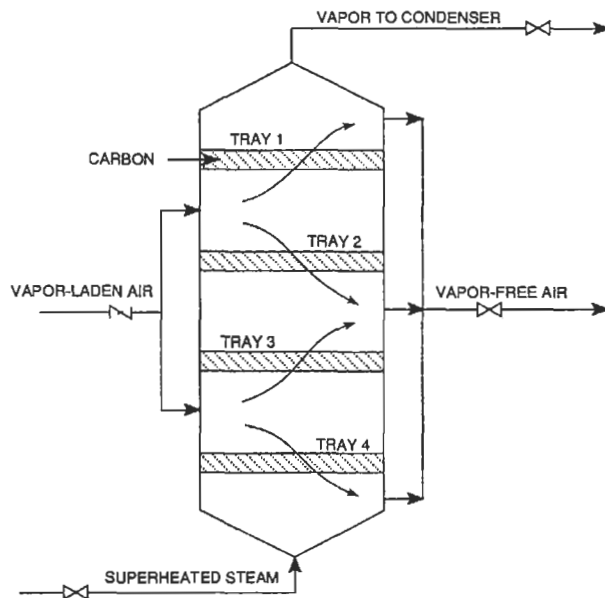 VAPOR TO CONDENSER
TRAY 1
CARBON
TRAY 2
VAPOR-LADEN AIR
VAPOR-FREE AIR
TRAY 3
TRAY 4
SUPERHEATED STEAM